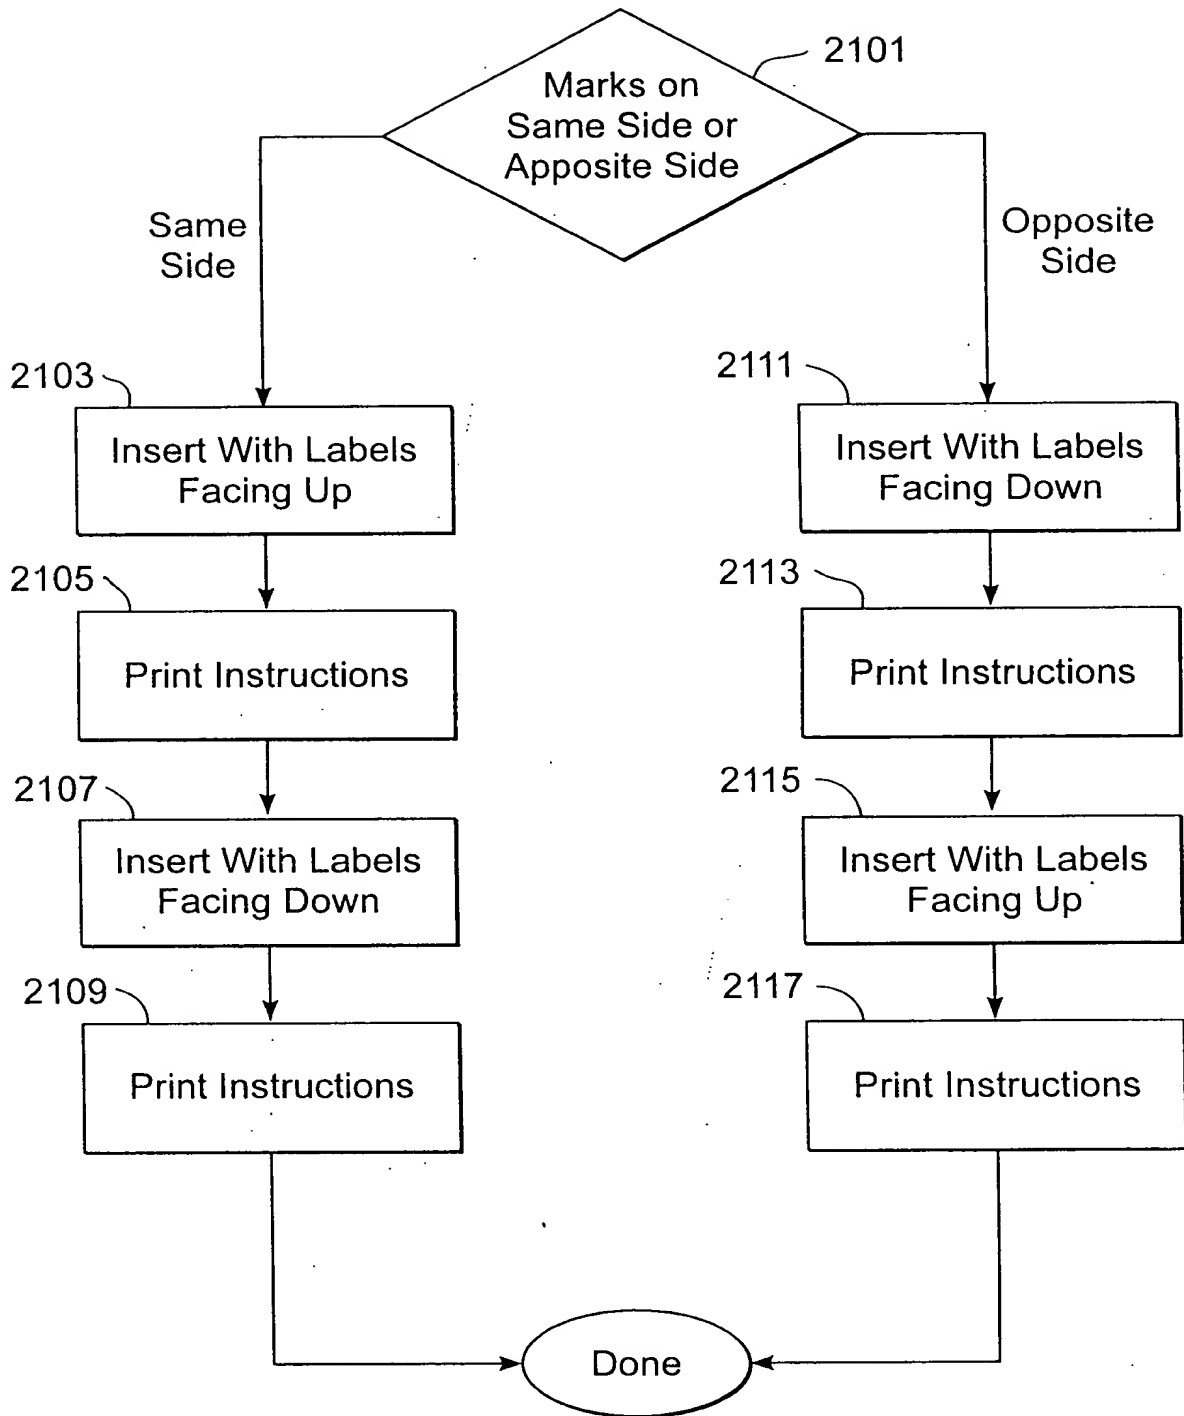 2101
Marks on
Same Side or
Apposite Side
Same
Side
Opposite
Side
2103
Insert With Labels
Facing Up
2105
Print Instructions
2107
Insert With Labels
Facing Down
2109
Print Instructions
2111
Insert With Labels
Facing Down
2113
Print Instructions
2115
Insert With Labels
Facing Up
2117
Print Instructions
Done